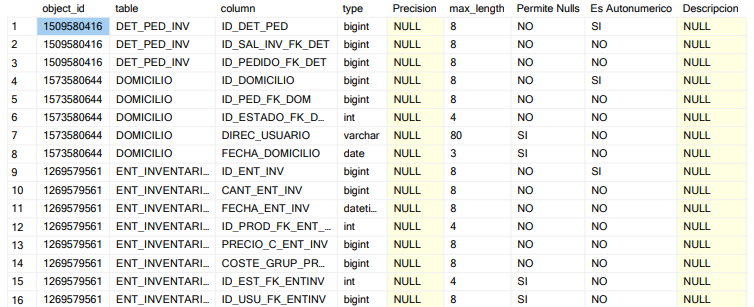 object_id table column type Precision max_length Permite Nulls Es Autonumerico Descripcion
1 1509580416 DET_PED_INV ID_DET_PED bigint NULL 8 NO SI NULL
2 1509580416 DET_PED_INV ID_SAL_INV_FK_DET bigint NULL 8 NO NO NULL
3 1509580416 DET_PED_INV ID_PEDIDO_FK_DET bigint NULL 8 NO NO NULL
4 1573580644 DOMICILIO ID_DOMICILIO bigint NULL 8 NO SI NULL
5 1573580644 DOMICILIO ID_PED_FK_DOM bigint NULL 8 NO NO NULL
6 1573580644 DOMICILIO ID_ESTADO_FK_D... int NULL 4 NO NO NULL
7 1573580644 DOMICILIO DIREC_USUARIO varchar NULL 80 SI NO NULL
8 1573580644 DOMICILIO FECHA_DOMICILIO date NULL 3 SI NO NULL
9 1269579561 ENT_INVENTARI... ID_ENT_INV bigint NULL 8 NO SI NULL
10 1269579561 ENT_INVENTARI... CANT_ENT_INV bigint NULL 8 NO NO NULL
11 1269579561 ENT_INVENTARI... FECHA_ENT_INV dateti... NULL 8 NO NO NULL
12 1269579561 ENT_INVENTARI... ID_PROD_FK_ENT_... int NULL 4 NO NO NULL
13 1269579561 ENT_INVENTARI... PRECIO_C_ENT_INV bigint NULL 8 NO NO NULL
14 1269579561 ENT_INVENTARI... COSTE_GRUP_PR... bigint NULL 8 NO NO NULL
15 1269579561 ENT_INVENTARI... ID_EST_FK_ENTINV int NULL 4 SI NO NULL
16 1269579561 ENT_INVENTARI... ID_USU_FK_ENTINV bigint NULL 8 SI NO NULL